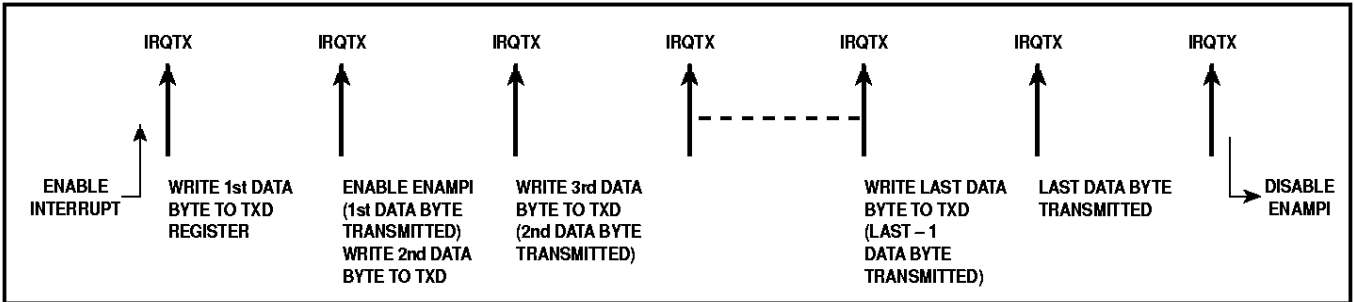 IRQTX
IRQTX
IRQTX
IRQTX
IRQTX
IRQTX
IRQTX
ENABLE
INTERRUPT
WRITE 1st DATA
BYTE TO TXD
REGISTER
ENABLE ENAMPI
(1st DATA BYTE
TRANSMITTED)
WRITE 2nd DATA
BYTE TO TXD
WRITE 3rd DATA
BYTE TO TXD
(2nd DATA BYTE
TRANSMITTED)
WRITE LAST DATA
BYTE TO TXD
(LAST – 1
DATA BYTE
TRANSMITTED)
LAST DATA BYTE
TRANSMITTED
DISABLE
ENAMPI